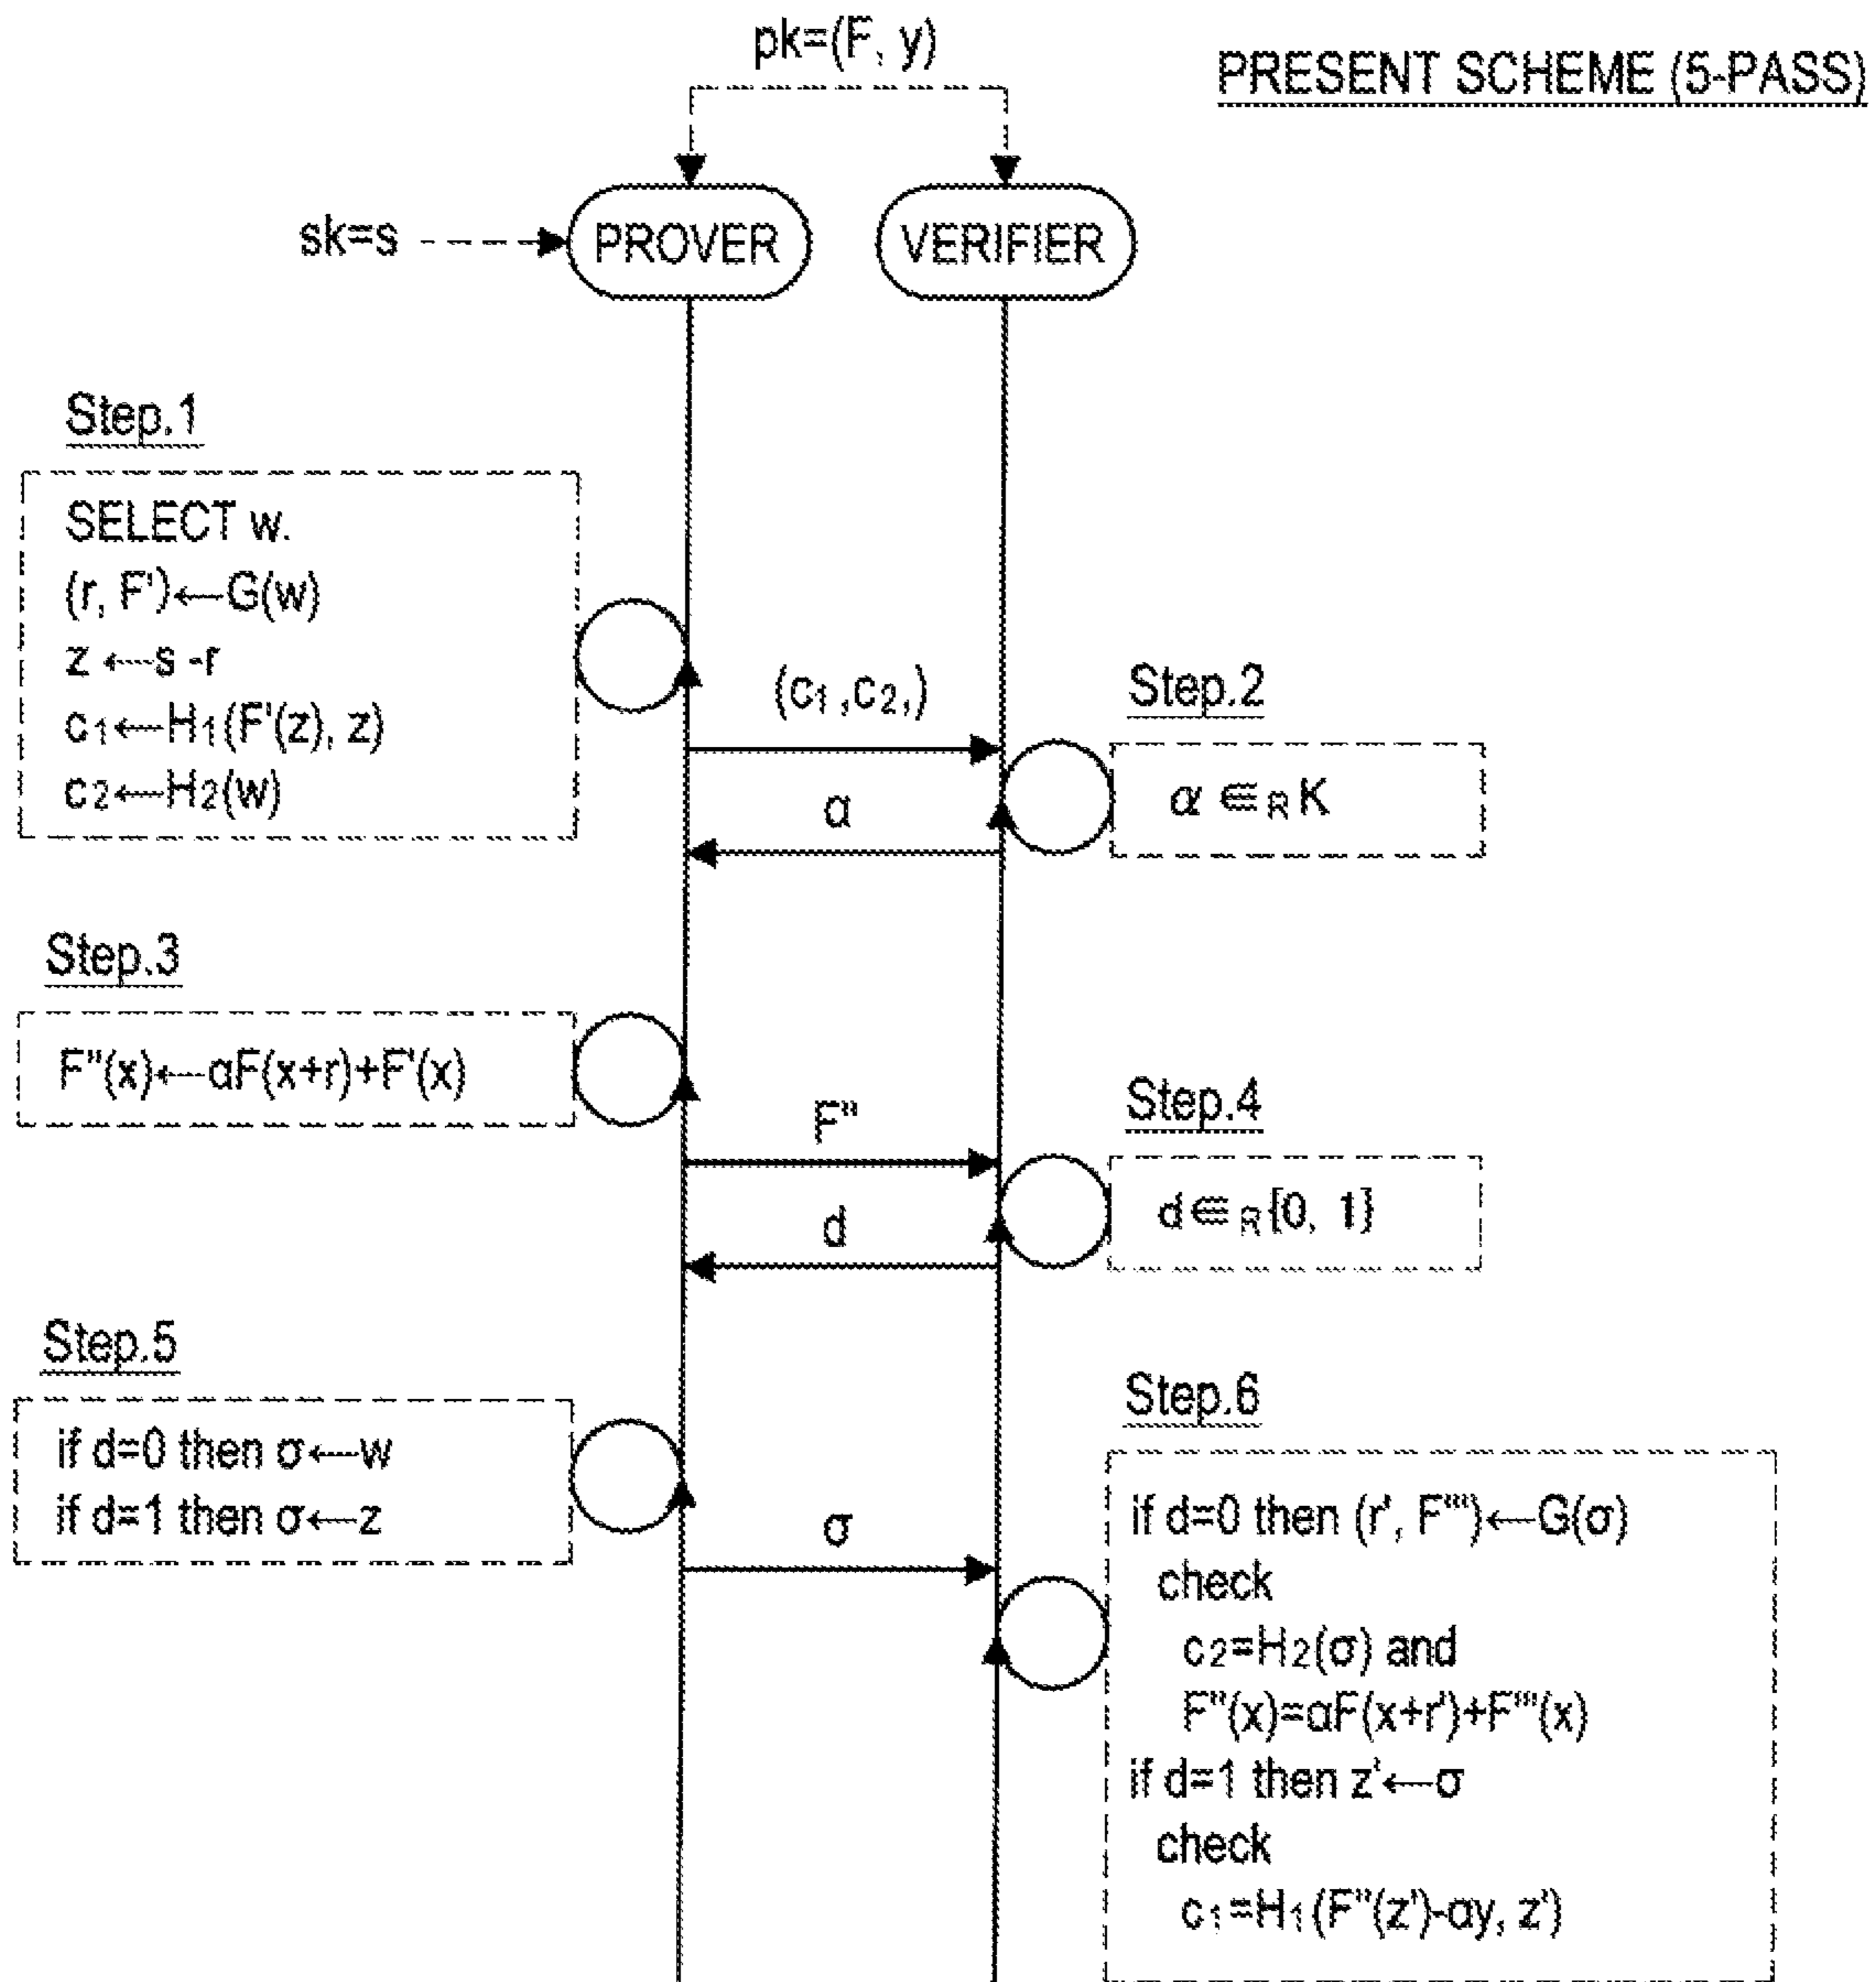 pk=(F, y)
PRESENT SCHEME (5-PASS)
sk=s
PROVER
VERIFIER
Step.1
SELECT w.
(r, F')←G(w)
z←s-r
c₁←H₁(F'(z), z)
c₂←H₂(w)
(c₁,c₂,)
Step.2
α ∈R K
α
Step.3
F"(x)←αF(x+r)+F'(x)
F"
Step.4
d∈R{0, 1}
d
Step.5
if d=0 then σ←w
if d=1 then σ←z
σ
Step.6
if d=0 then (r', F"')←G(σ)
check
c₂=H₂(σ) and
F"(x)=αF(x+r')+F"'(x)
if d=1 then z'←σ
check
c₁=H₁(F"(z')-αy, z')